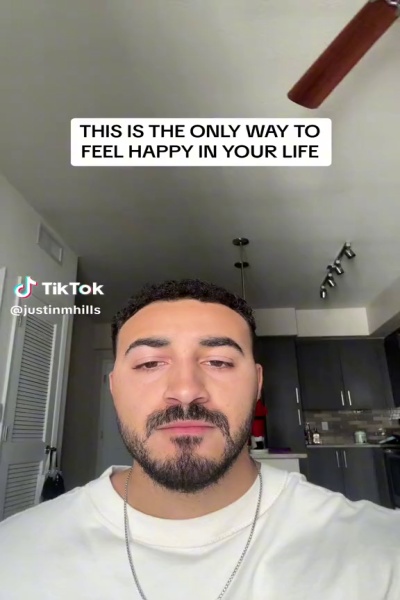 THIS IS THE ONLY WAY TO
FEEL HAPPY IN YOUR LIFE
TikTok
@justinmhills